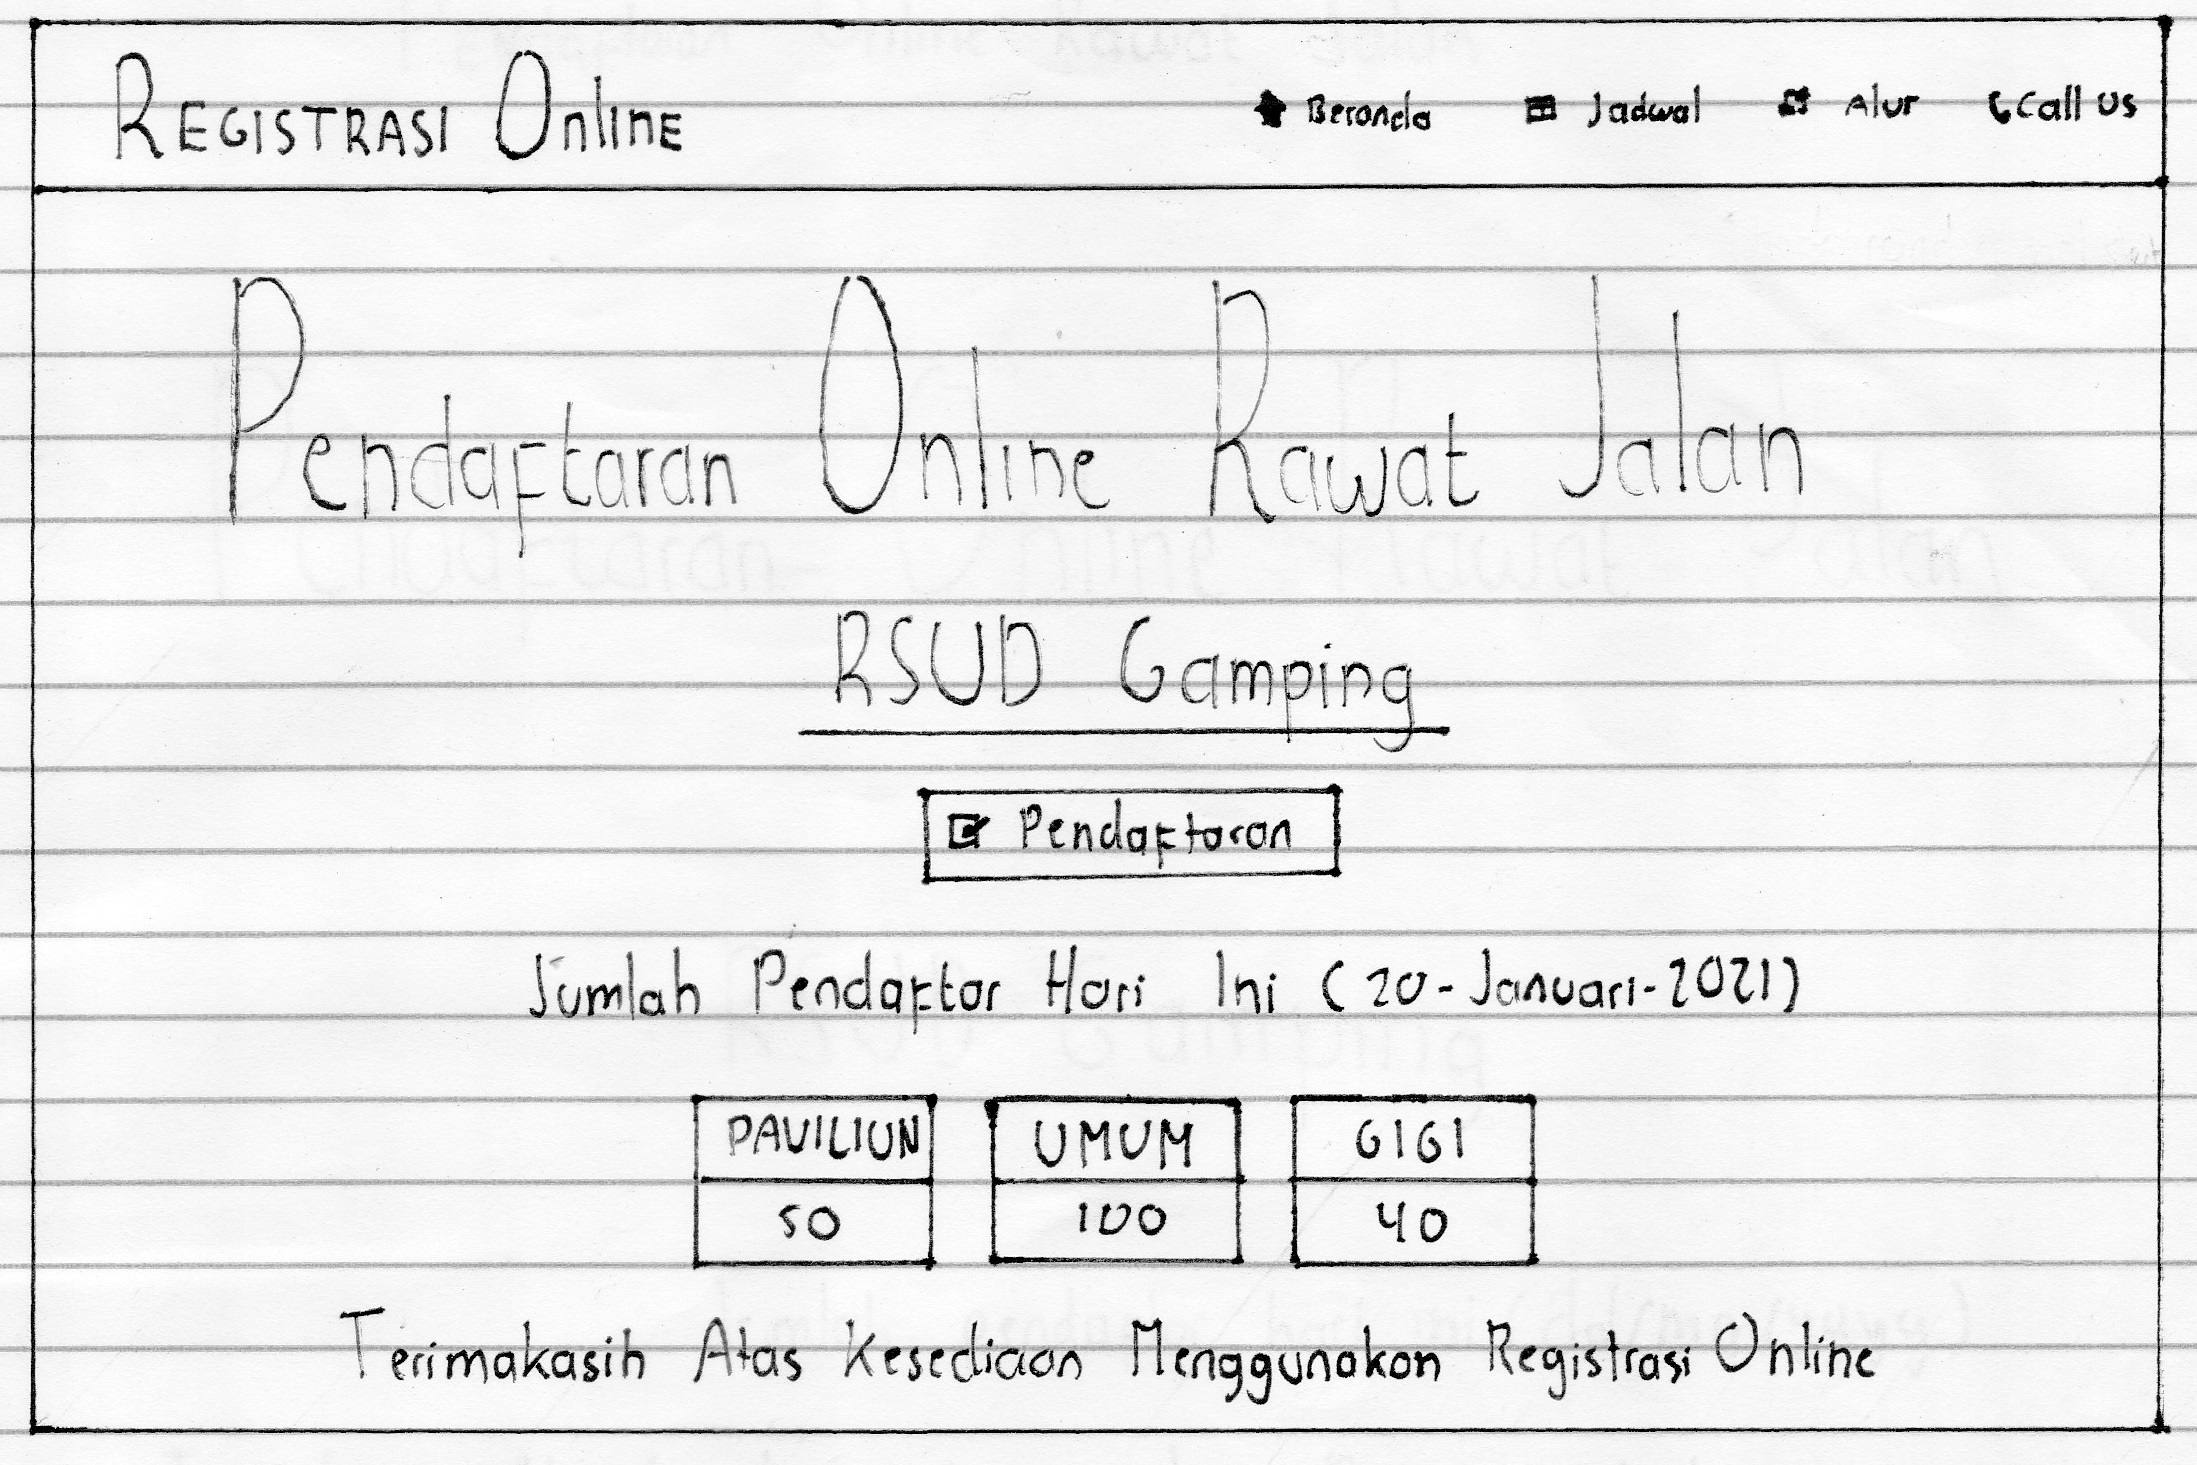 REGISTRASI Online
Beranda Jadwal Alur Call Us
Pendaftaran Online Rawat Jalan
RSUD Gamping
Pendaftaran
Jumlah Pendaftar Hari Ini (20-Januari-2021)
PAVILIUN UMUM GIGI
50 100 40
Terimakasih Atas Kesediaan Menggunakan Registrasi Online